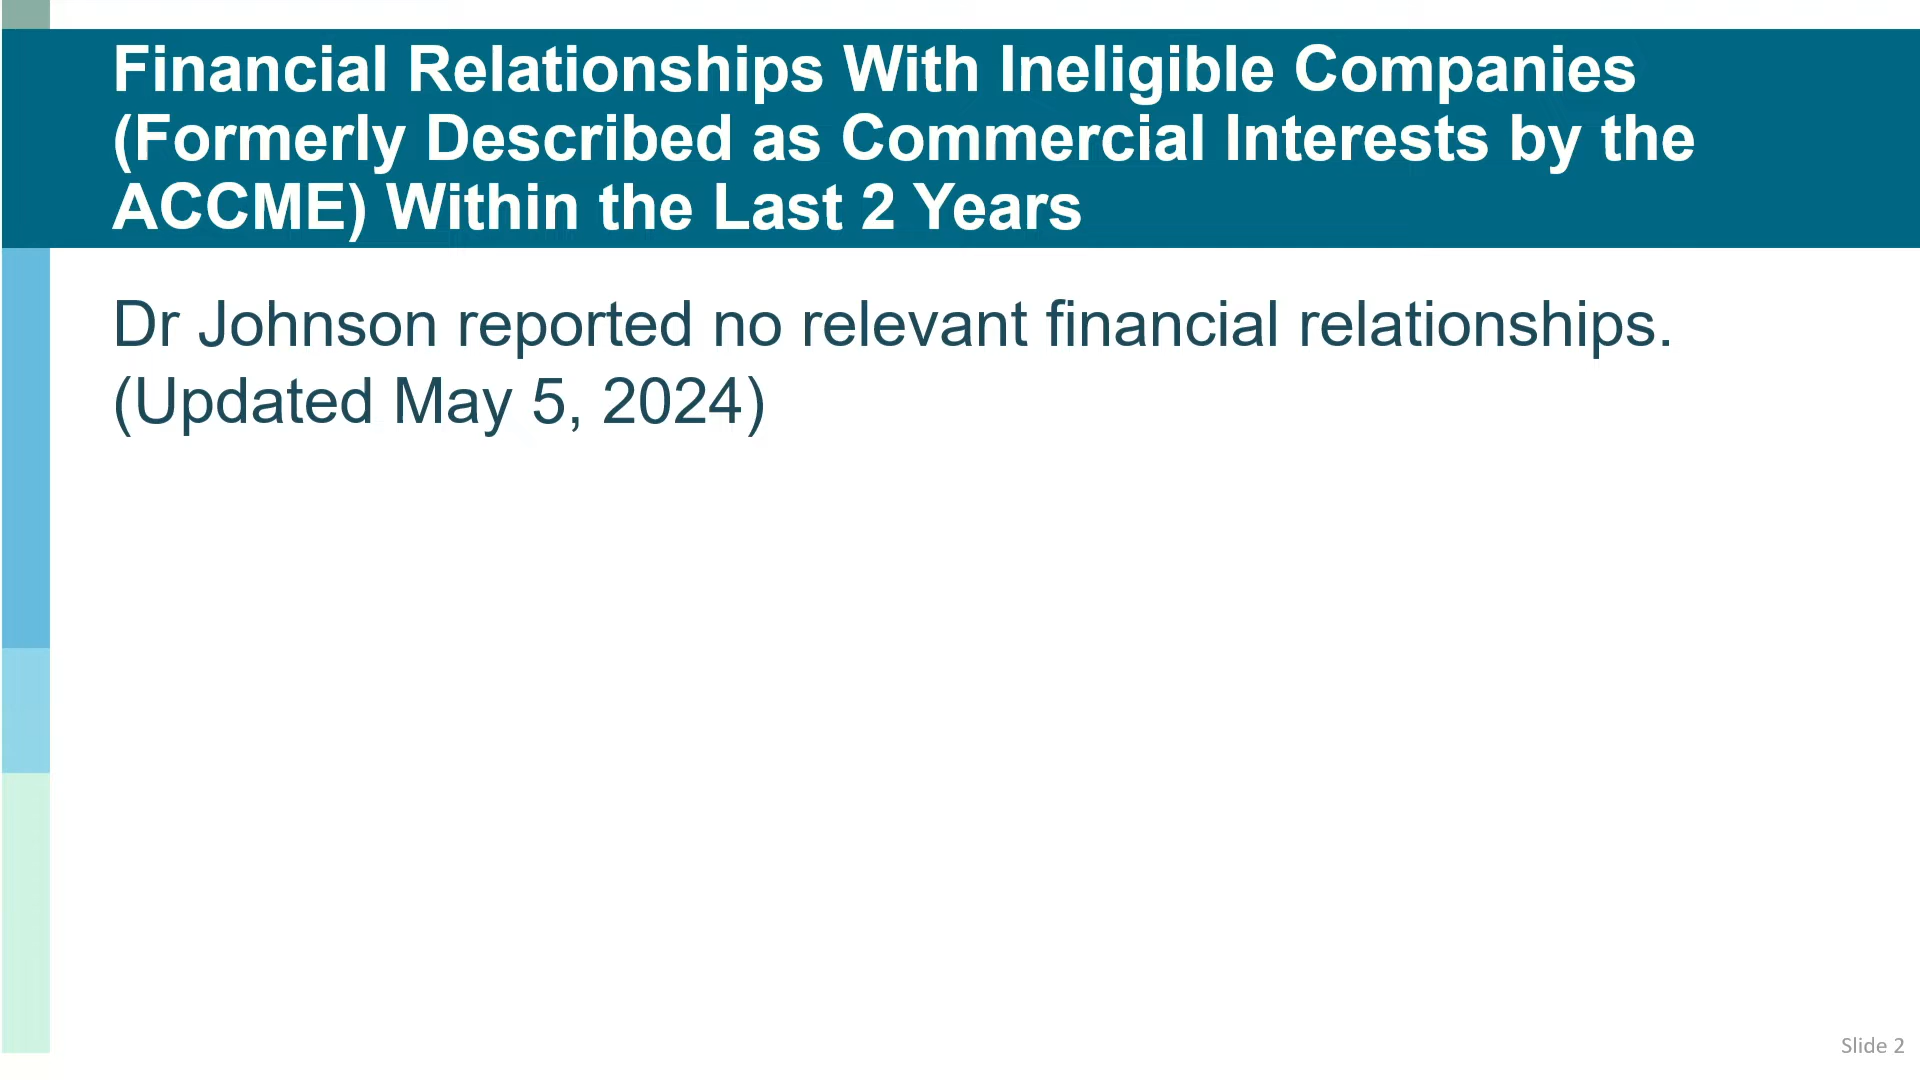 Financial Relationships With Ineligible Companies
(Formerly Described as Commercial Interests by the
ACCME) Within the Last 2 Years
Dr Johnson reported no relevant financial relationships.
(Updated May 5, 2024)
Slide 2